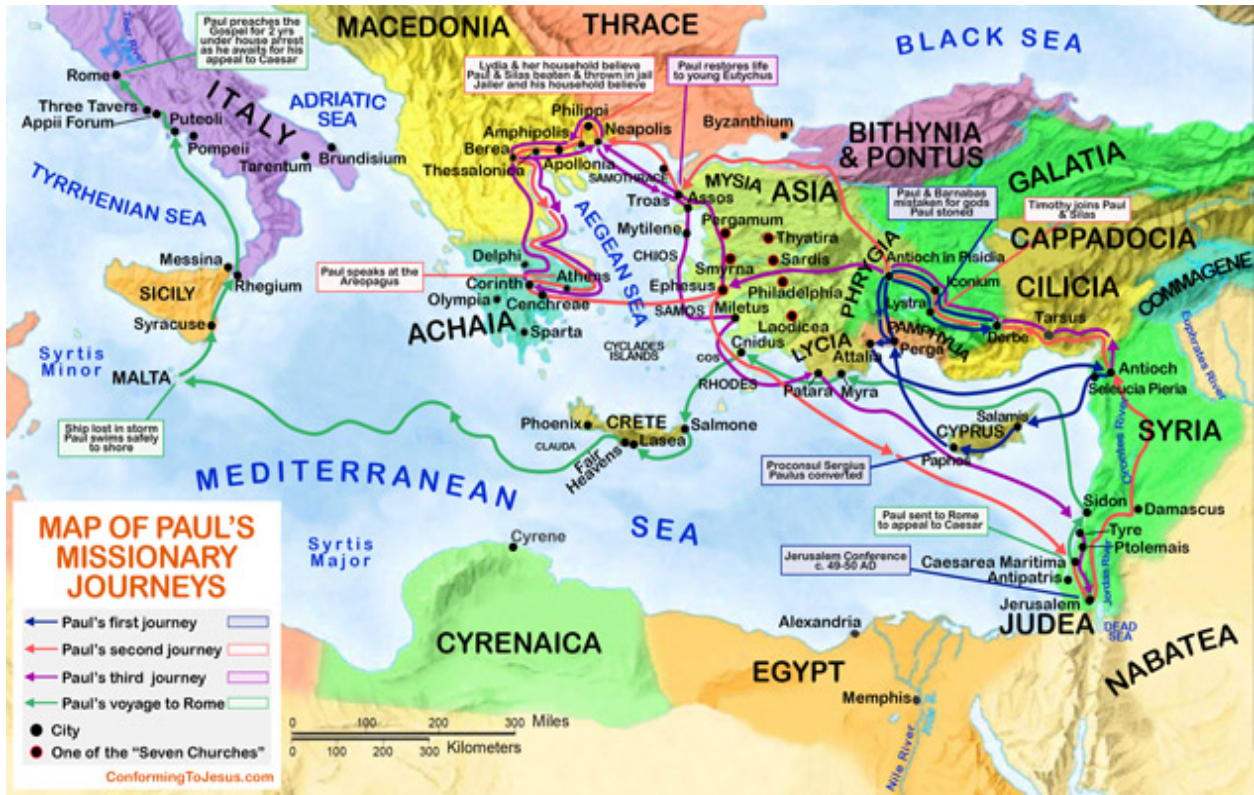 MACEDONIA
THRACE
BLACK SEA
Tiber River
Paul preaches the
Gospel for 2 yrs
under house arrest
as he awaits for his
appeal to Caesar
Lydia & her household believe
Paul & Silas beaten & thrown in jail
Jailer and his household believe
Paul restores life
to young Eutychus
Rome
ITALY
ADRIATIC
SEA
Three Tavers
Appii Forum
Puteoli
Pompeii
Tarentum
Brundisium
Philippi
Neapolis
Amphipolis
Berea
Apollonia
Thessalonica
SAMOTHRACE
Byzanthium
BITHYNIA
& PONTUS
GALATIA
TYRRHENIAN SEA
MYSIA
ASIA
Troas
Assos
Paul & Barnabas
mistaken for gods
Paul stoned
Timothy joins Paul
& Silas
CAPPADOCIA
AEGEAN SEA
Mytilene
Pergamum
Thyatira
CHIOS
Smyrna
Sardis
PHRYGIA
Antioch in Pisidia
Iconium
CILICIA
COMMAGENE
Messina
SICILY
Rhegium
Paul speaks at the
Areopagus
Delphi
Corinth
Athens
Olympia
Cenchreae
Ephesus
Philadelphia
Lystra
Tarsus
Euphrates River
Syracuse
ACHAIA
Sparta
SAMOS
Miletus
Laodicea
PAMPHYLIA
Derbe
Syrtis
Minor
MALTA
CYCLADES
ISLANDS
Cnidus
COS
LYCIA
Attalia
Perga
Antioch
Seleucia Pieria
RHODES
Patara
Myra
Ship lost in storm
Paul swims safely
to shore
Phoenix
CRETE
Salmone
CLAUDA
Lasea
Fair
Heavens
Salamis
CYPRUS
Paphos
Orontes River
SYRIA
MEDITERRANEAN
SEA
Proconsul Sergius
Paulus converted
Sidon
Damascus
Paul sent to Rome
to appeal to Caesar
Tyre
Ptolemais
Syrtis
Major
Cyrene
Jerusalem Conference
c. 49-50 AD
Caesarea Maritima
Antipatris
Jordan River
Jerusalem
JUDEA
DEAD
SEA
NABATEA
CYRENAICA
Alexandria
EGYPT
Memphis
Nile River
MAP OF PAUL'S
MISSIONARY
JOURNEYS
Paul's first journey
Paul's second journey
Paul's third journey
Paul's voyage to Rome
City
One of the "Seven Churches"
ConformingToJesus.com
0 100 200 300 Miles
0 100 200 300 Kilometers